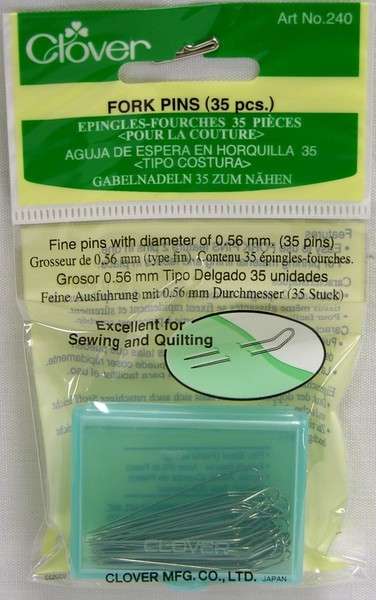 Art No.240
Clover
FORK PINS (35 pcs.)
EPINGLES-FOURCHES 35 PIÈCES
<POUR LA COUTURE>
AGUJA DE ESPERA EN HORQUILLA 35
<TIPO COSTURA>
GABELNADELN 35 ZUM NÄHEN
Fine pins with diameter of 0.56 mm. (35 pins)
Grosseur de 0,56 mm (type fin). Contenu 35 épingles-fourches.
Grosor 0.56 mm Tipo Delgado 35 unidades
Feine Ausfuhrung mit 0,56 mm Durchmesser (35 Stuck)
Excellent for
Sewing and Quilting
CLOVER
CLOVER MFG. CO., LTD. JAPAN